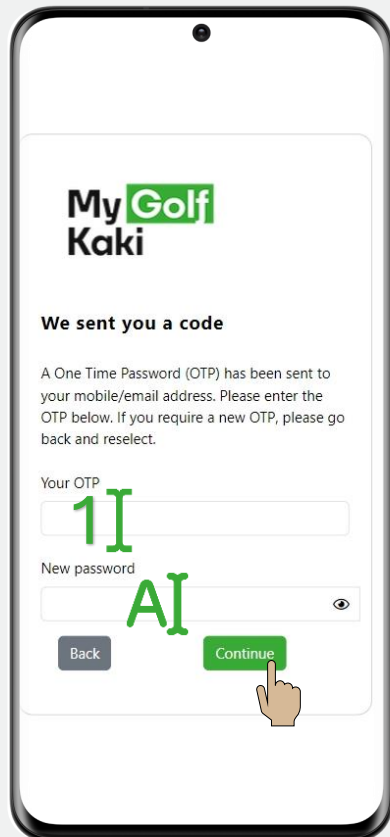 My Golf
Kaki
We sent you a code
A One Time Password (OTP) has been sent to
your mobile/email address. Please enter the
OTP below. If you require a new OTP, please go
back and reselect.
Your OTP
1
New password
A
Back Continue